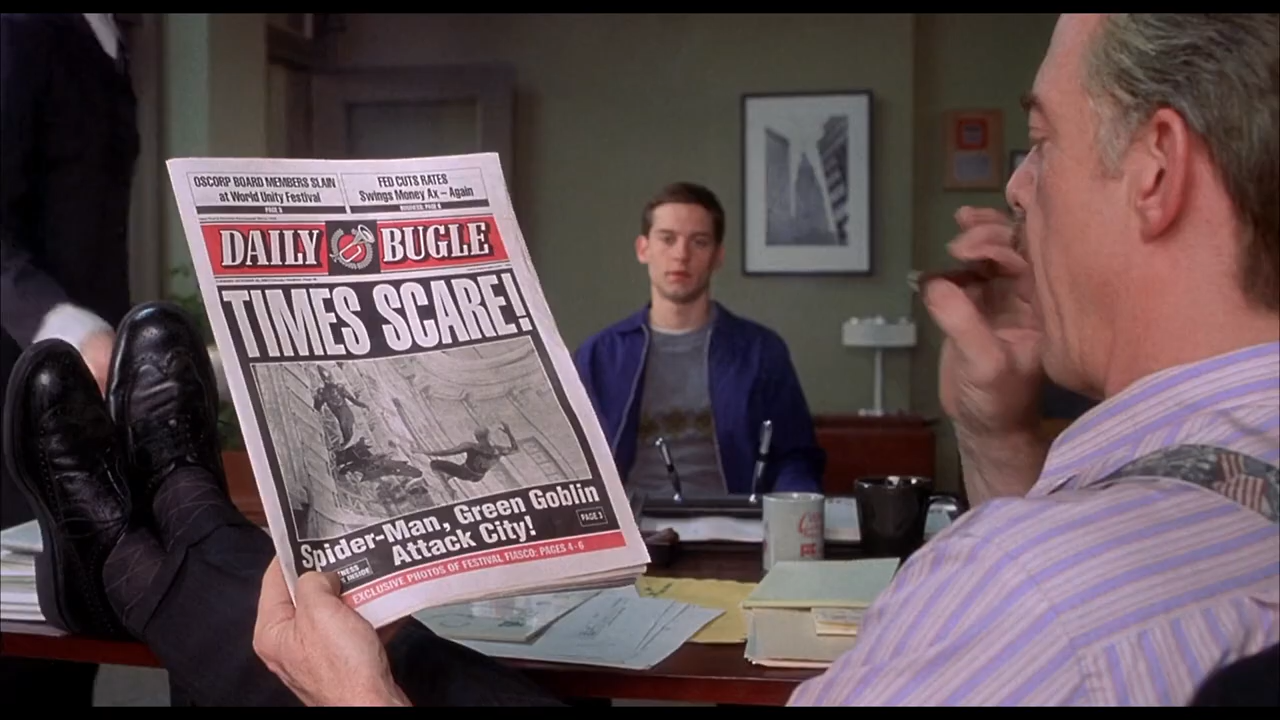 OSCORP BOARD MEMBERS SLAIN
at World Unity Festival
PAGE 5
FED CUTS RATES
Swings Money Ax – Again
BUSINESS: PAGE 6
DAILY BUGLE
TIMES SCARE!
Spider-Man, Green Goblin
Attack City!
PAGE 3
INSIDE
EXCLUSIVE PHOTOS OF FESTIVAL FIASCO: PAGES 4-6